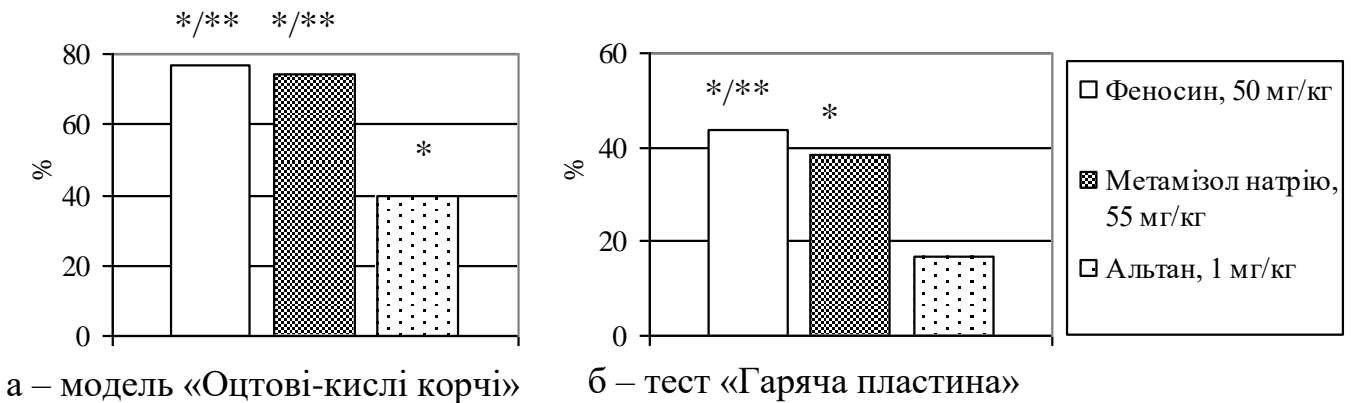 */** */**
80
60
40
20
0
%
*
60
40
20
0
%
*/**
*
Феносин, 50 мг/кг
Метамізол натрію,
55 мг/кг
Альтан, 1 мг/кг
а – модель «Оцтові-кислі корчі»
б – тест «Гаряча пластина»